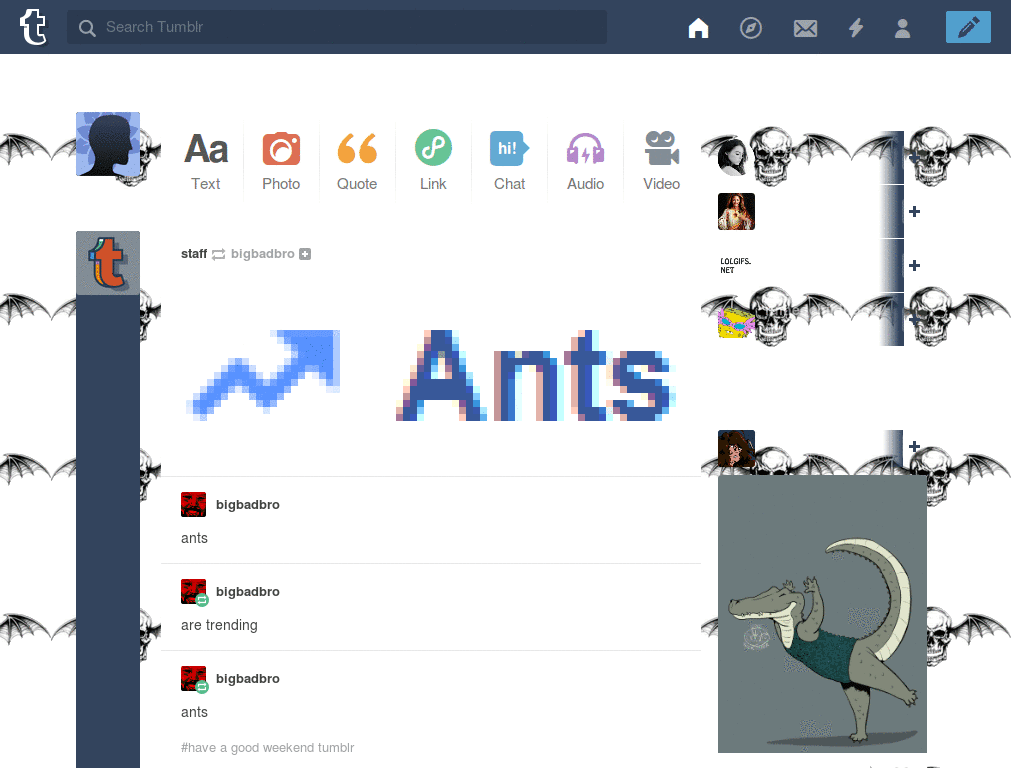 t
Search Tumblr
Aa
hi!
Text
Photo
Quote
Link
Chat
Audio
Video
t
staff bigbadbro
LOLGIFS.
NET
Ants
bigbadbro
ants
bigbadbro
are trending
bigbadbro
ants
#have a good weekend tumblr